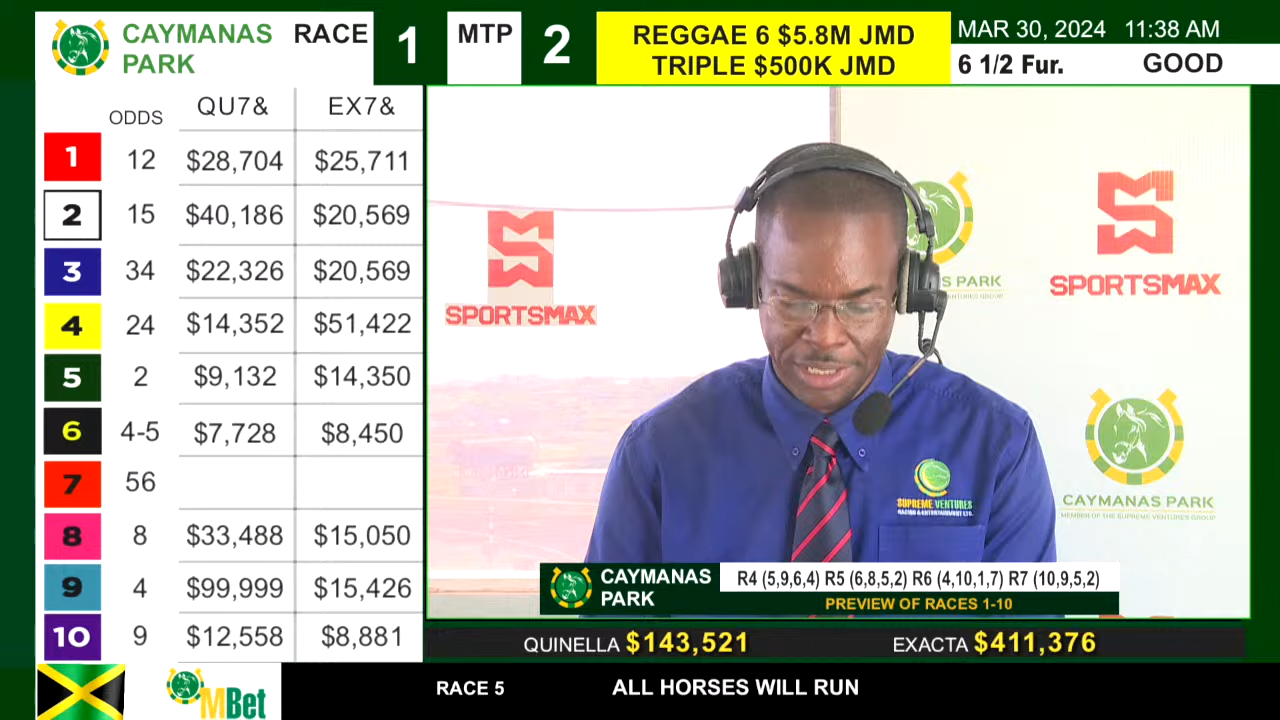 CAYMANAS
PARK
RACE 1
MTP 2
REGGAE 6 $5.8M JMD
TRIPLE $500K JMD
MAR 30, 2024 11:38 AM
6 1/2 Fur. GOOD
ODDS QU7& EX7&
1 12 $28,704 $25,711
2 15 $40,186 $20,569
3 34 $22,326 $20,569
4 24 $14,352 $51,422
5 2 $9,132 $14,350
6 4-5 $7,728 $8,450
7 56
8 8 $33,488 $15,050
9 4 $99,999 $15,426
10 9 $12,558 $8,881
SPORTSMAX
S PARK
SPORTSMAX
SUPREME VENTURES
RACING & ENTERTAINMENT LTD.
CAYMANAS PARK
MEMBER OF THE SUPREME VENTURES GROUP
CAYMANAS
PARK
R4 (5,9,6,4) R5 (6,8,5,2) R6 (4,10,1,7) R7 (10,9,5,2)
PREVIEW OF RACES 1-10
QUINELLA $143,521 EXACTA $411,376
MBet
RACE 5 ALL HORSES WILL RUN